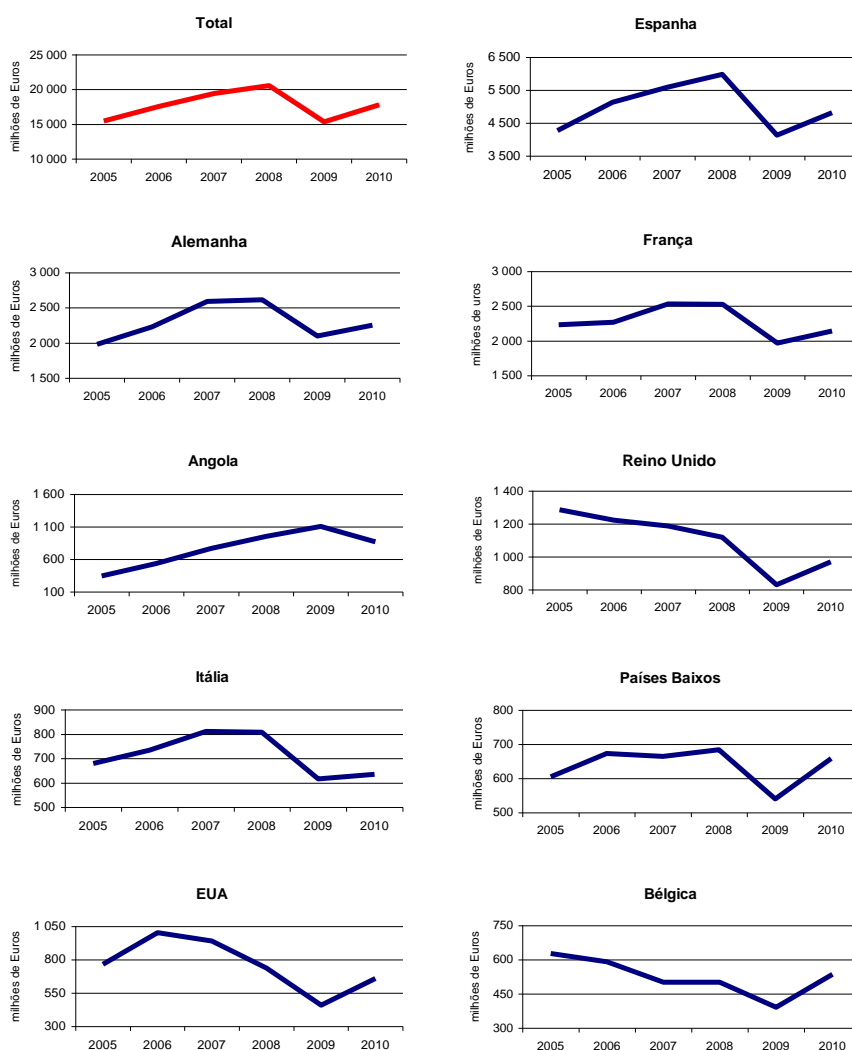 Total
milhões de Euros
25 000
20 000
15 000
10 000
2005 2006 2007 2008 2009 2010
Espanha
milhões de Euros
6 500
5 500
4 500
3 500
2005 2006 2007 2008 2009 2010
Alemanha
milhões de Euros
3 000
2 500
2 000
1 500
2005 2006 2007 2008 2009 2010
França
milhões de uros
3 000
2 500
2 000
1 500
2005 2006 2007 2008 2009 2010
Angola
milhões de Euros
1 600
1 100
600
100
2005 2006 2007 2008 2009 2010
Reino Unido
milhões de Euros
1 400
1 200
1 000
800
2005 2006 2007 2008 2009 2010
Itália
milhões de Euros
900
800
700
600
500
2005 2006 2007 2008 2009 2010
Países Baixos
milhões de Euros
800
700
600
500
2005 2006 2007 2008 2009 2010
EUA
milhões de Euros
1 050
800
550
300
2005 2006 2007 2008 2009 2010
Bélgica
milhões de Euros
750
600
450
300
2005 2006 2007 2008 2009 2010